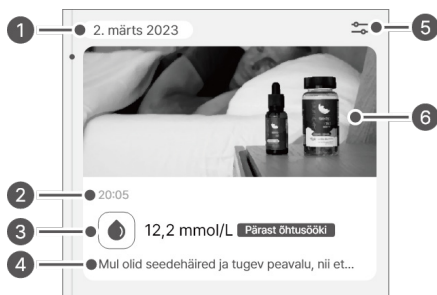 1
2. märts 2023
5
6
2
20:05
3
12,2 mmol/L Pärast õhtusööki
4
Mul olid seedehäired ja tugev peavalu, nii et...